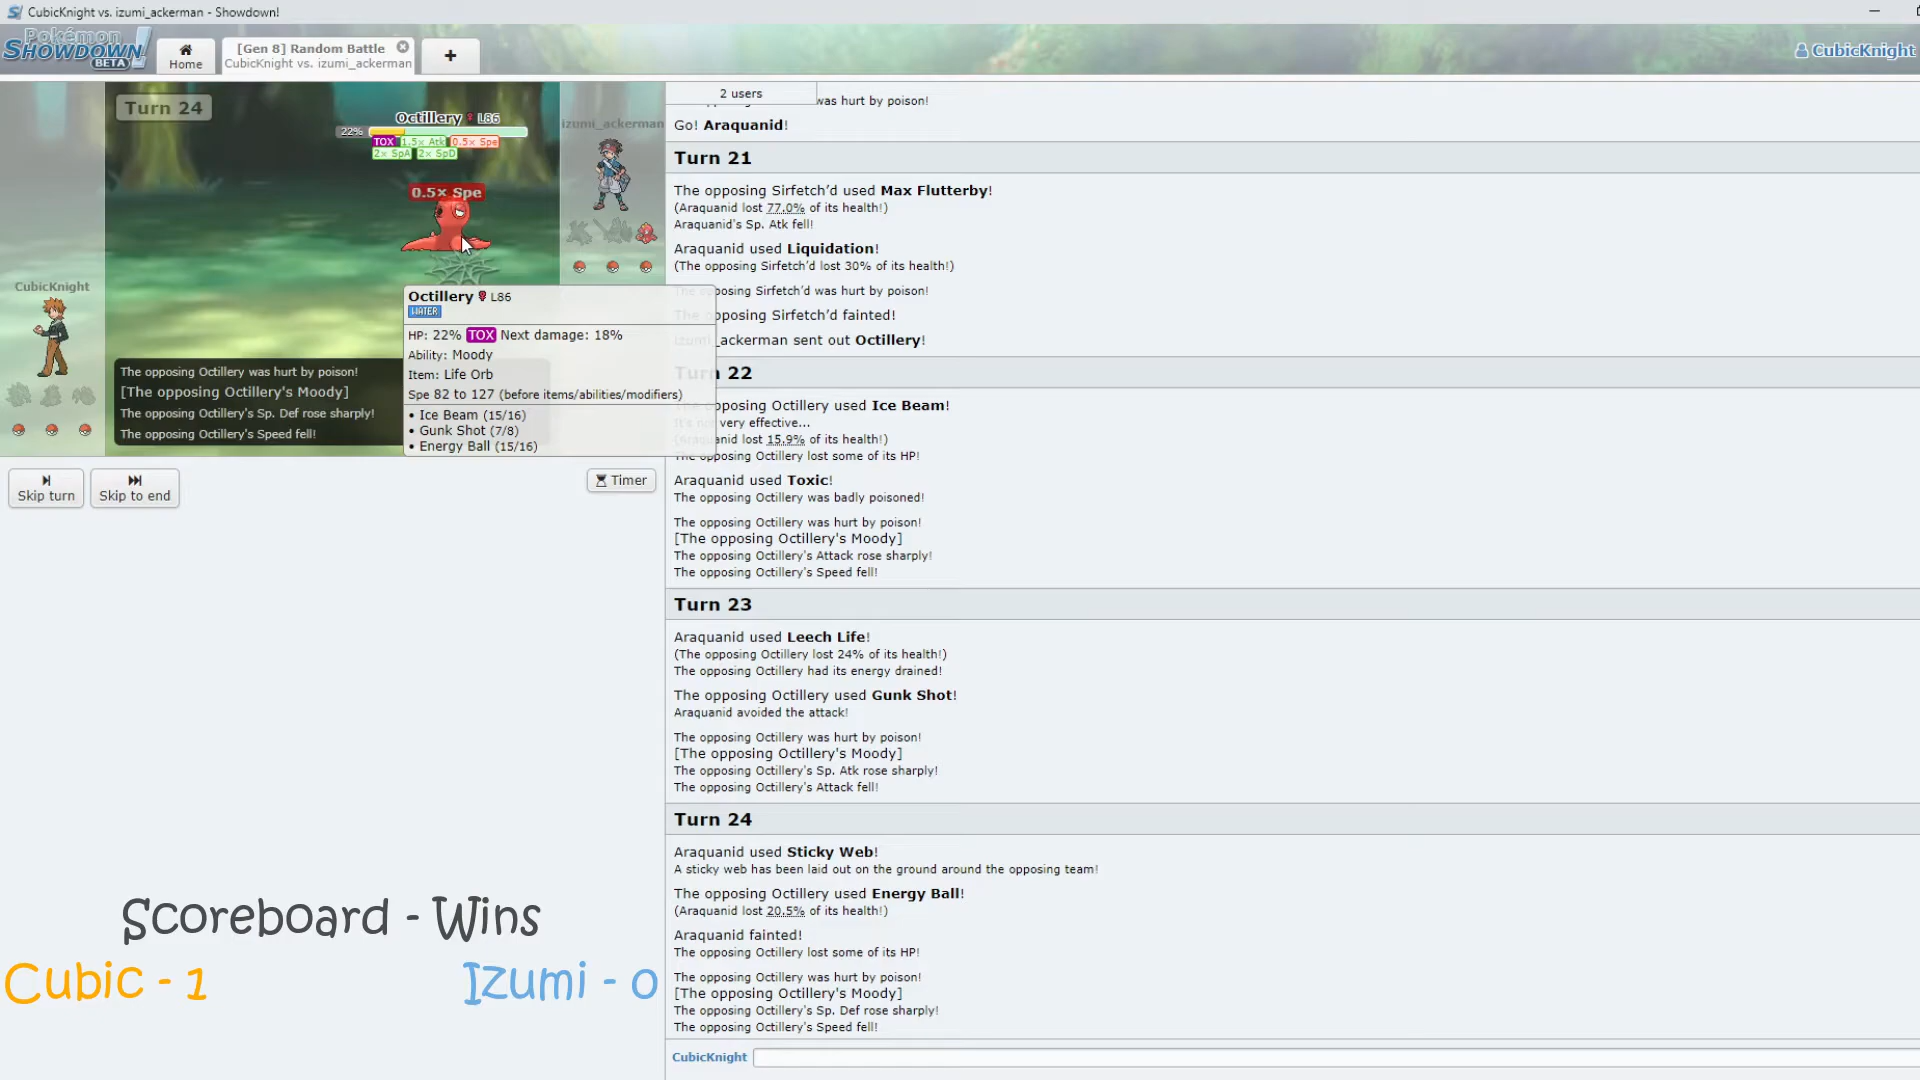 CubicKnight vs. izumi_ackerman - Showdown!
Pokémon
SHOWDOWN!
BETA
Home
[Gen 8] Random Battle
CubicKnight vs. izumi_ackerman
+
CubicKnight
Turn 24
Octillery L86
22%
TOX 1.5× Atk 0.5× Spe
2× SpA 2× SpD
izumi_ackerman
0.5× Spe
CubicKnight
Octillery L86
WATER
HP: 22% TOX Next damage: 18%
Ability: Moody
Item: Life Orb
Spe 82 to 127 (before items/abilities/modifiers)
• Ice Beam (15/16)
• Gunk Shot (7/8)
• Energy Ball (15/16)
The opposing Octillery was hurt by poison!
[The opposing Octillery's Moody]
The opposing Octillery's Sp. Def rose sharply!
The opposing Octillery's Speed fell!
Skip turn
Skip to end
Timer
Scoreboard - Wins
Cubic - 1
Izumi - 0
2 users
was hurt by poison!
Go! Araquanid!
Turn 21
The opposing Sirfetch’d used Max Flutterby!
(Araquanid lost 77.0% of its health!)
Araquanid's Sp. Atk fell!
Araquanid used Liquidation!
(The opposing Sirfetch’d lost 30% of its health!)
The opposing Sirfetch’d was hurt by poison!
The opposing Sirfetch’d fainted!
izumi_ackerman sent out Octillery!
Turn 22
The opposing Octillery used Ice Beam!
It's not very effective...
(Araquanid lost 15.9% of its health!)
The opposing Octillery lost some of its HP!
Araquanid used Toxic!
The opposing Octillery was badly poisoned!
The opposing Octillery was hurt by poison!
[The opposing Octillery's Moody]
The opposing Octillery's Attack rose sharply!
The opposing Octillery's Speed fell!
Turn 23
Araquanid used Leech Life!
(The opposing Octillery lost 24% of its health!)
The opposing Octillery had its energy drained!
The opposing Octillery used Gunk Shot!
Araquanid avoided the attack!
The opposing Octillery was hurt by poison!
[The opposing Octillery's Moody]
The opposing Octillery's Sp. Atk rose sharply!
The opposing Octillery's Attack fell!
Turn 24
Araquanid used Sticky Web!
A sticky web has been laid out on the ground around the opposing team!
The opposing Octillery used Energy Ball!
(Araquanid lost 20.5% of its health!)
Araquanid fainted!
The opposing Octillery lost some of its HP!
The opposing Octillery was hurt by poison!
[The opposing Octillery's Moody]
The opposing Octillery's Sp. Def rose sharply!
The opposing Octillery's Speed fell!
CubicKnight